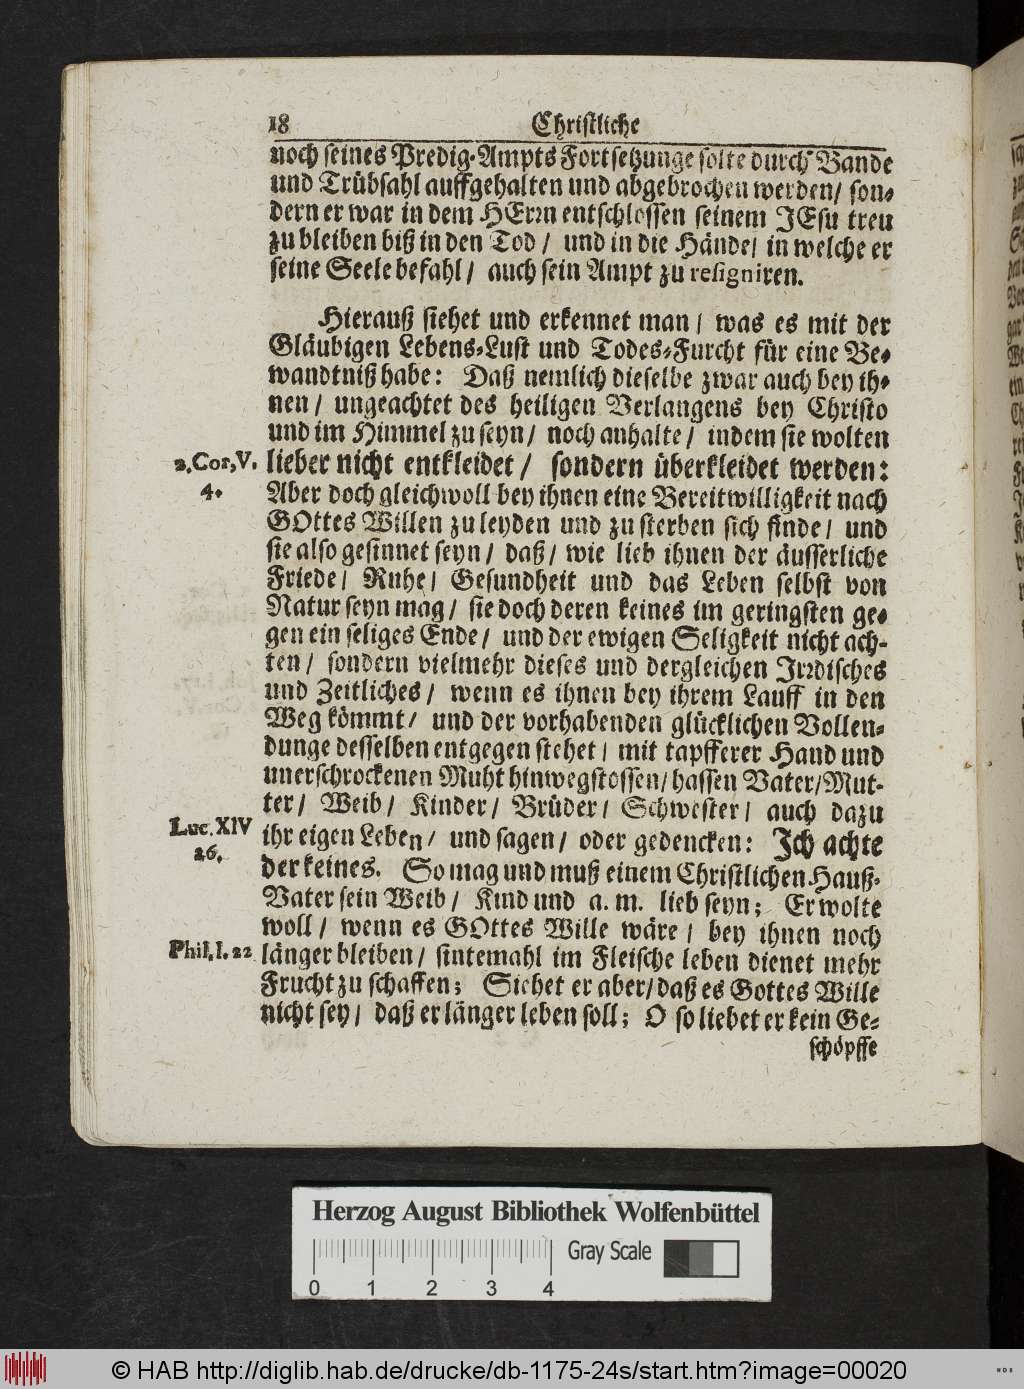 18 Christliche
noch seines Predig-Ampts Fortsetzunge solte durch Bande
und Trübsahl auffgehalten und abgebrochen werden/ son-
dern er war in dem HErrn entschlossen seinem JEsu treu
zu bleiben biß in den Tod/ und in die Hände/ in welche er
seine Seele befahl/ auch sein Ampt zu resigniren.
Hierauß siehet und erkennet man/ was es mit der
Gläubigen Lebens-Lust und Todes-Furcht für eine Be-
wandtniß habe: Daß nemlich dieselbe zwar auch bey ih-
nen/ ungeachtet des heiligen Verlangens bey Christo
und im Himmel zu seyn/ noch anhalte/ indem sie wolten
2. Cor. V. lieber nicht entkleidet/ sondern überkleidet werden:
4. Aber doch gleichwoll bey ihnen eine Bereitwilligkeit nach
GOttes Willen zu leyden und zu sterben sich finde/ und
sie also gesinnet seyn/ daß/ wie lieb ihnen der äusserliche
Friede/ Ruhe/ Gesundheit und das Leben selbst von
Natur seyn mag/ sie doch deren keines im geringsten ge-
gen ein seliges Ende/ und der ewigen Seligkeit nicht ach-
ten/ sondern vielmehr dieses und dergleichen Irrdisches
und Zeitliches/ wenn es ihnen bey ihrem Lauff in den
Weg kömmt/ und der vorhabenden glücklichen Vollen-
dunge desselben entgegen stehet/ mit tapfferer Hand und
unerschrockenen Muht hinwegstossen/ hassen Vater/ Mut-
ter/ Weib/ Kinder/ Brüder/ Schwester/ auch dazu
Luc. XIV ihr eigen Leben/ und sagen/ oder gedencken: Ich achte
26. der keines. So mag und muß einem Christlichen Hauß-
Vater sein Weib/ Kind und a. m. lieb seyn; Er wolte
woll/ wenn es GOttes Wille wäre/ bey ihnen noch
Phil. I. 22 länger bleiben/ sintemahl im Fleische leben dienet mehr
Frucht zu schaffen; Siehet er aber/ daß es Gottes Wille
nicht sey/ daß er länger leben soll; O so liebet er kein Ge-
schöpffe
Herzog August Bibliothek Wolfenbüttel
Gray Scale
0 1 2 3 4
© HAB http://diglib.hab.de/drucke/db-1175-24s/start.htm?image=00020